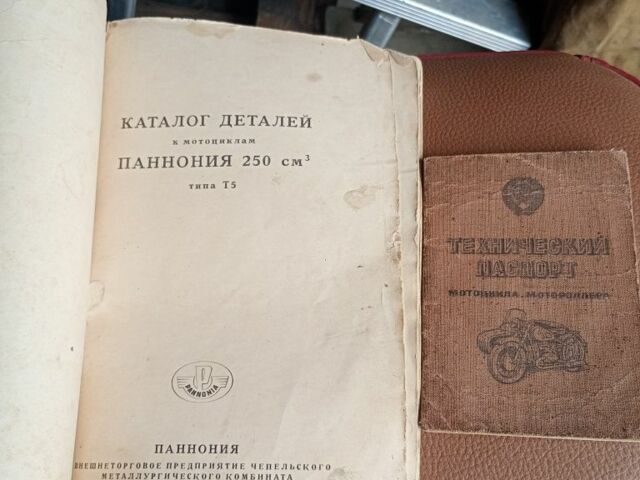 КАТАЛОГ ДЕТАЛЕЙ
к мотоциклам
ПАННОНИЯ 250 см³
типа Т5
P
PANNONIA
ПАННОНИЯ
ВНЕШНЕТОРГОВОЕ ПРЕДПРИЯТИЕ ЧЕПЕЛЬСКОГО
МЕТАЛЛУРГИЧЕСКОГО КОМБИНАТА
ТЕХНИЧЕСКИЙ
ПАСПОРТ
МОТОЦИКЛА, МОТОРОЛЛЕРА